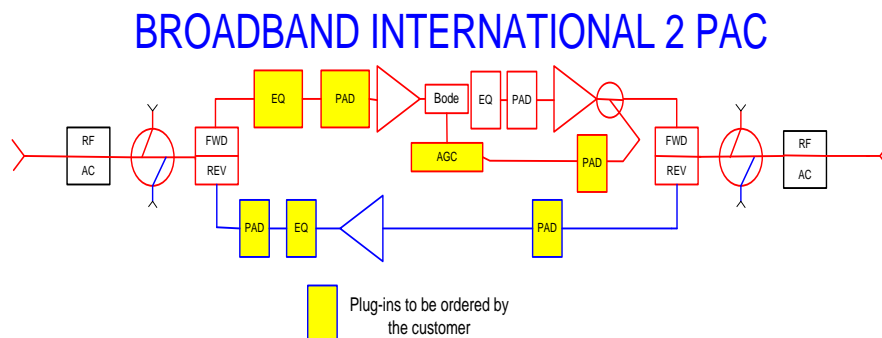 BROADBAND INTERNATIONAL 2 PAC
EQ
PAD
Bode
EQ
PAD
RF
AC
FWD
REV
AGC
PAD
FWD
REV
RF
AC
PAD
EQ
PAD
Plug-ins to be ordered by
the customer